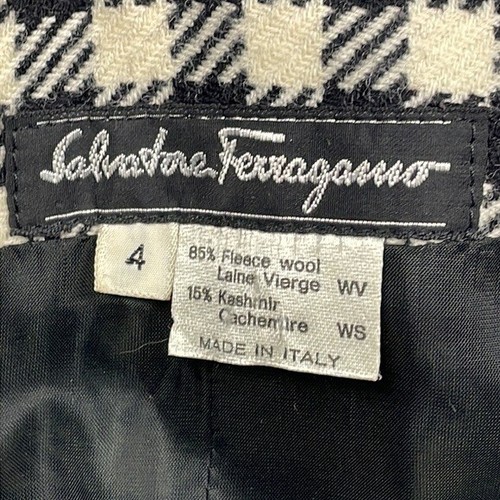 Salvatore Ferragamo
4
85% Fleece wool
Laine Vierge WV
15% Kashmir
Cachemire WS
MADE IN ITALY